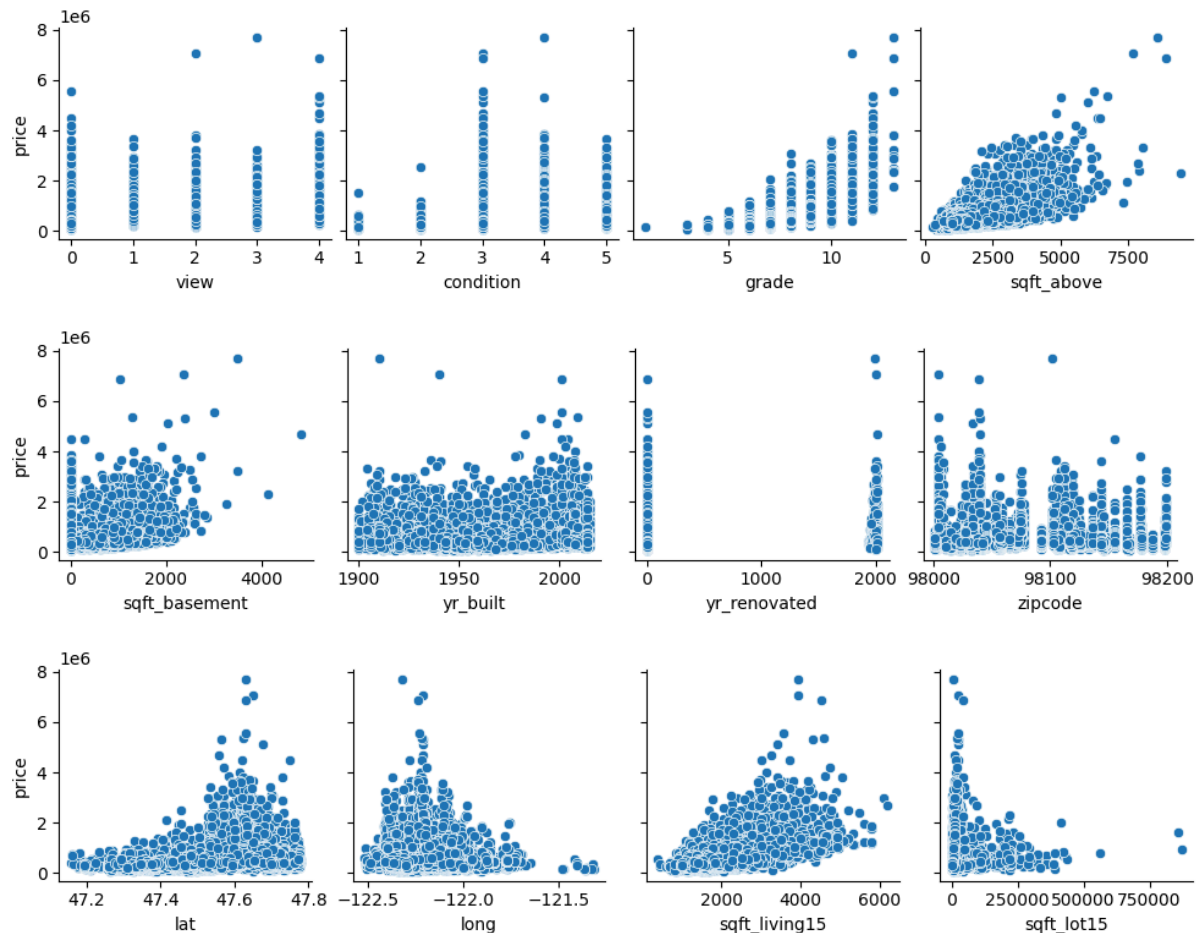 1e6
8
6
4
2
0
price
0 1 2 3 4
1 2 3 4 5
5 10
2500 5000 7500
view condition grade sqft_above
1e6
8
6
4
2
0
price
0 2000 4000
1900 1950 2000
0 1000 2000
98000 98100 98200
sqft_basement yr_built yr_renovated zipcode
1e6
8
6
4
2
0
price
47.2 47.4 47.6 47.8
−122.5 −122.0 −121.5
2000 4000 6000
0 250000 500000 750000
lat long sqft_living15 sqft_lot15